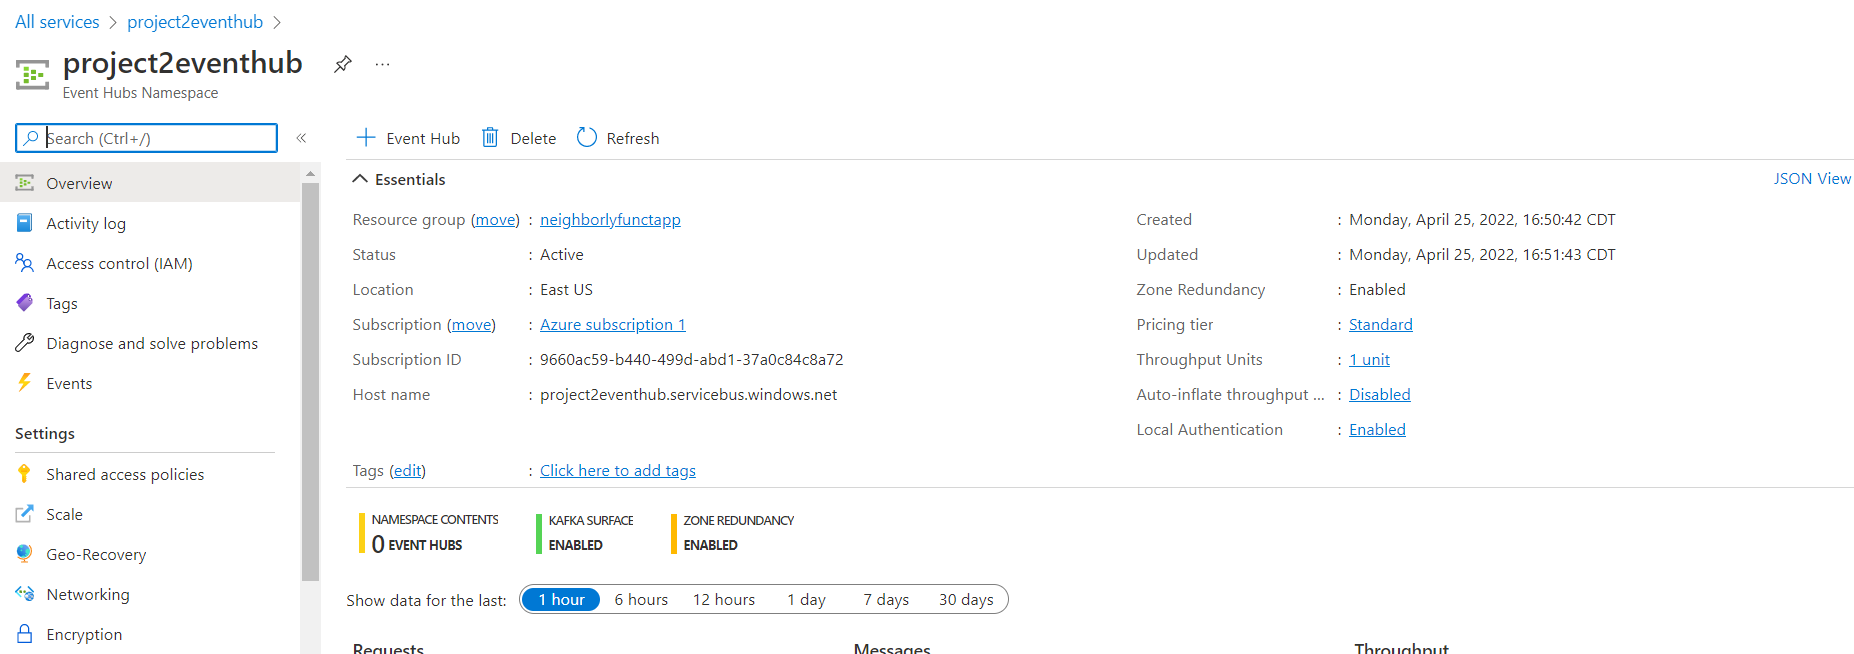 All services > project2eventhub >
project2eventhub
Event Hubs Namespace
Search (Ctrl+/)
Overview
Activity log
Access control (IAM)
Tags
Diagnose and solve problems
Events
Settings
Shared access policies
Scale
Geo-Recovery
Networking
Encryption
Event Hub Delete Refresh
Essentials JSON View
Resource group (move) : neighborlyfunctapp
Status : Active
Location : East US
Subscription (move) : Azure subscription 1
Subscription ID : 9660ac59-b440-499d-abd1-37a0c84c8a72
Host name : project2eventhub.servicebus.windows.net
Created : Monday, April 25, 2022, 16:50:42 CDT
Updated : Monday, April 25, 2022, 16:51:43 CDT
Zone Redundancy : Enabled
Pricing tier : Standard
Throughput Units : 1 unit
Auto-inflate throughput ... : Disabled
Local Authentication : Enabled
Tags (edit) : Click here to add tags
NAMESPACE CONTENTS
0 EVENT HUBS
KAFKA SURFACE
ENABLED
ZONE REDUNDANCY
ENABLED
Show data for the last: 1 hour 6 hours 12 hours 1 day 7 days 30 days
Requests Messages Throughput